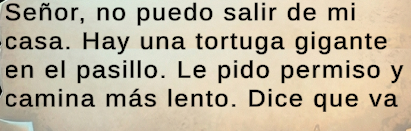 Señor, no puedo salir de mi
casa. Hay una tortuga gigante
en el pasillo. Le pido permiso y
camina más lento. Dice que va